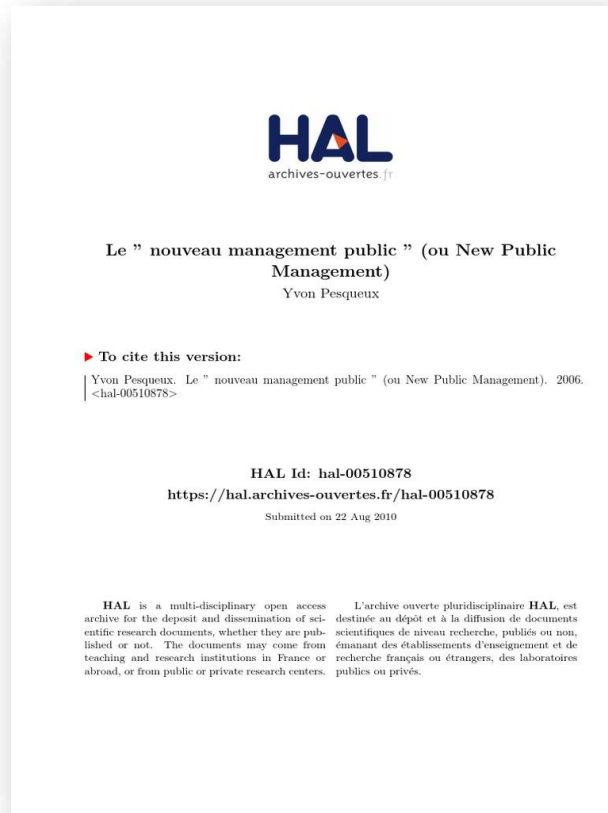 HAL
archives-ouvertes.fr
Le ” nouveau management public ” (ou New Public
Management)
Yvon Pesqueux
To cite this version:
Yvon Pesqueux. Le ” nouveau management public ” (ou New Public Management). 2006.
<hal-00510878>
HAL Id: hal-00510878
https://hal.archives-ouvertes.fr/hal-00510878
Submitted on 22 Aug 2010
HAL is a multi-disciplinary open access
archive for the deposit and dissemination of sci-
entific research documents, whether they are pub-
lished or not. The documents may come from
teaching and research institutions in France or
abroad, or from public or private research centers.
L'archive ouverte pluridisciplinaire HAL, est
destinée au dépôt et à la diffusion de documents
scientifiques de niveau recherche, publiés ou non,
émanant des établissements d'enseignement et de
recherche français ou étrangers, des laboratoires
publics ou privés.